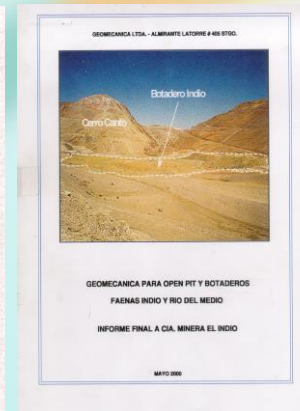 GEOMECANICA LTDA. - ALMIRANTE LATORRE # 405 STGO.
Botadero Indio
Cerro Canto
GEOMECANICA PARA OPEN PIT Y BOTADEROS
FAENAS INDIO Y RIO DEL MEDIO
INFORME FINAL A CIA. MINERA EL INDIO
MAYO 2000